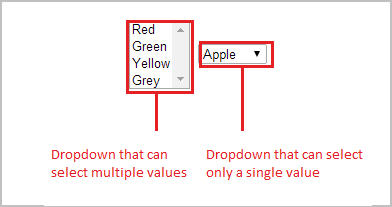 Red
Green
Yellow
Grey
Apple
Dropdown that can
select multiple values
Dropdown that can select
only a single value